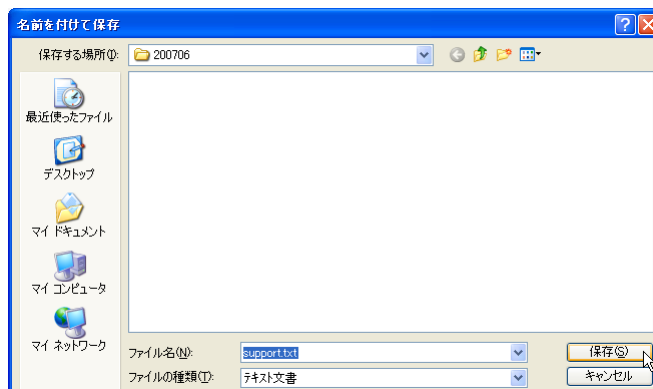 名前を付けて保存
保存する場所(I):
200706
最近使ったファイル
デスクトップ
マイ ドキュメント
マイ コンピュータ
マイ ネットワーク
ファイル名(N):
support.txt
保存(S)
ファイルの種類(T):
テキスト文書
キャンセル